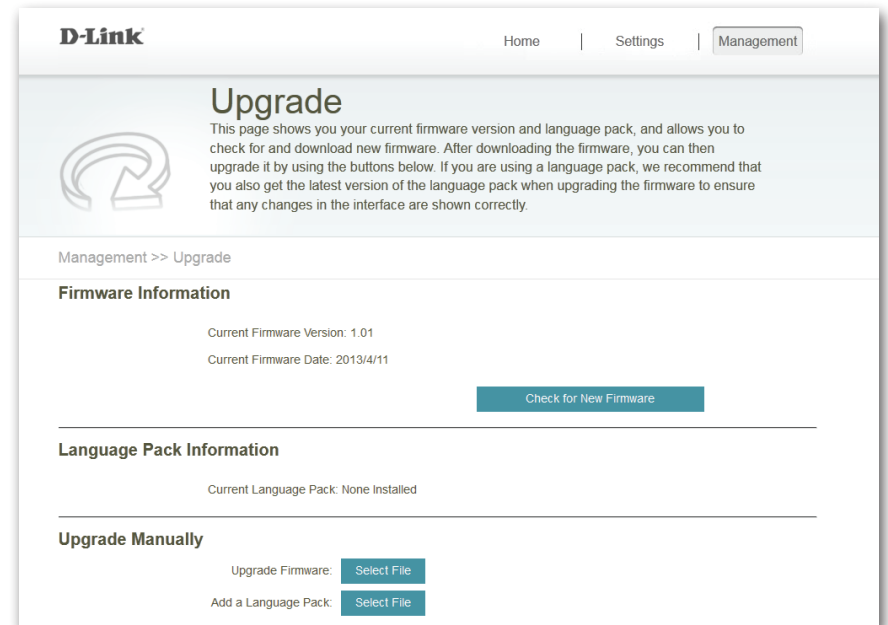 D-Link
Home | Settings | Management
Upgrade
This page shows you your current firmware version and language pack, and allows you to
check for and download new firmware. After downloading the firmware, you can then
upgrade it by using the buttons below. If you are using a language pack, we recommend that
you also get the latest version of the language pack when upgrading the firmware to ensure
that any changes in the interface are shown correctly.
Management >> Upgrade
Firmware Information
Current Firmware Version: 1.01
Current Firmware Date: 2013/4/11
Check for New Firmware
Language Pack Information
Current Language Pack: None Installed
Upgrade Manually
Upgrade Firmware: Select File
Add a Language Pack: Select File